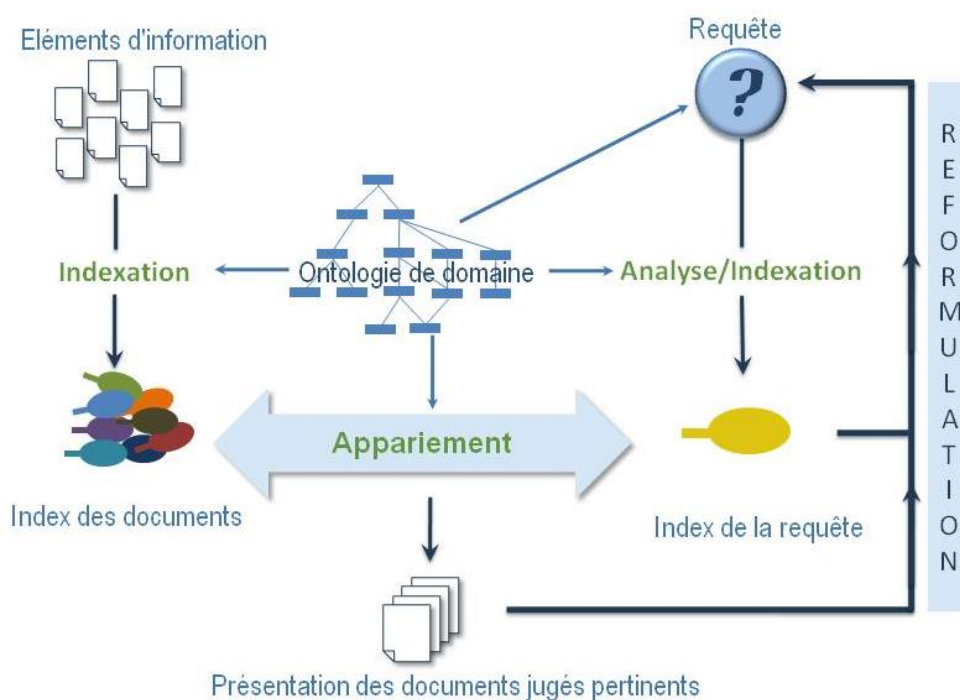 Eléments d'information
Requête
?
Indexation
Ontologie de domaine
Analyse/Indexation
Appariement
Index des documents
Index de la requête
Présentation des documents jugés pertinents
REFORMULATION